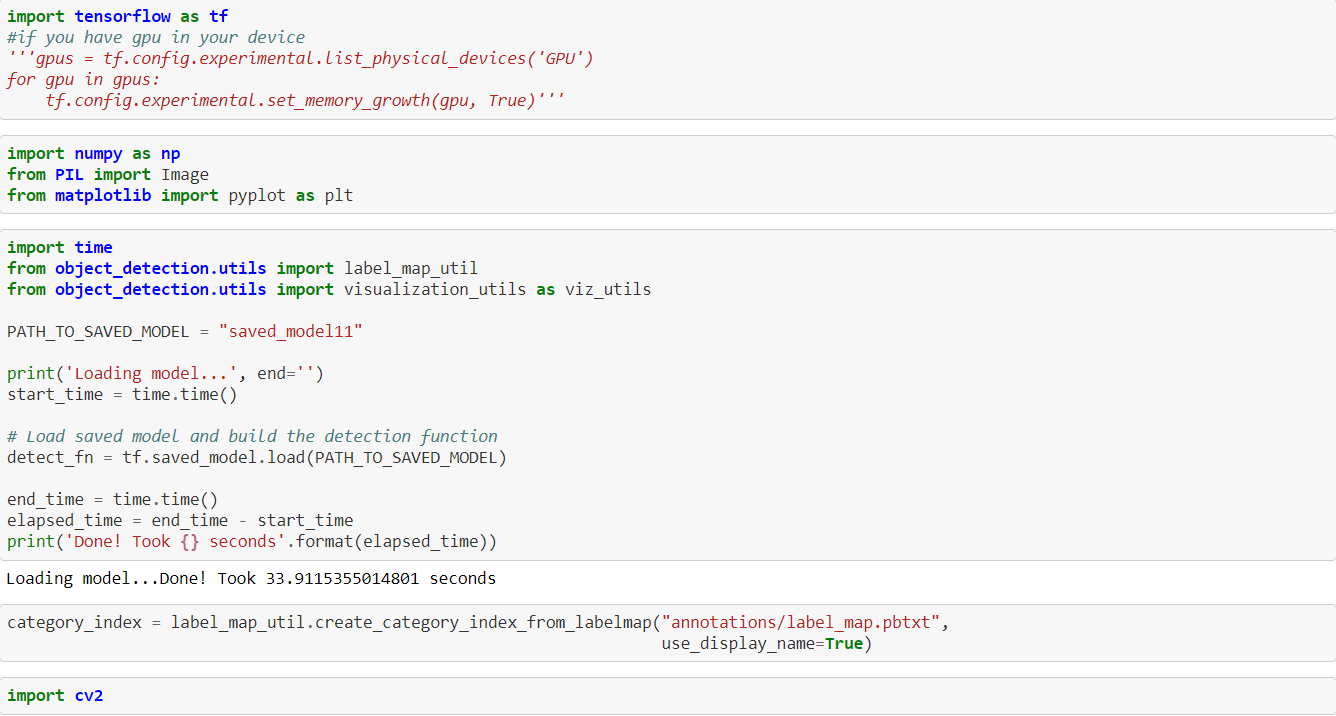 import tensorflow as tf
#if you have gpu in your device
'''gpus = tf.config.experimental.list_physical_devices('GPU')
for gpu in gpus:
    tf.config.experimental.set_memory_growth(gpu, True)'''
import numpy as np
from PIL import Image
from matplotlib import pyplot as plt
import time
from object_detection.utils import label_map_util
from object_detection.utils import visualization_utils as viz_utils
PATH_TO_SAVED_MODEL = "saved_model11"
print('Loading model...', end='')
start_time = time.time()
# Load saved model and build the detection function
detect_fn = tf.saved_model.load(PATH_TO_SAVED_MODEL)
end_time = time.time()
elapsed_time = end_time - start_time
print('Done! Took {} seconds'.format(elapsed_time))
Loading model...Done! Took 33.9115355014801 seconds
category_index = label_map_util.create_category_index_from_labelmap("annotations/label_map.pbtxt",
                                                                    use_display_name=True)
import cv2